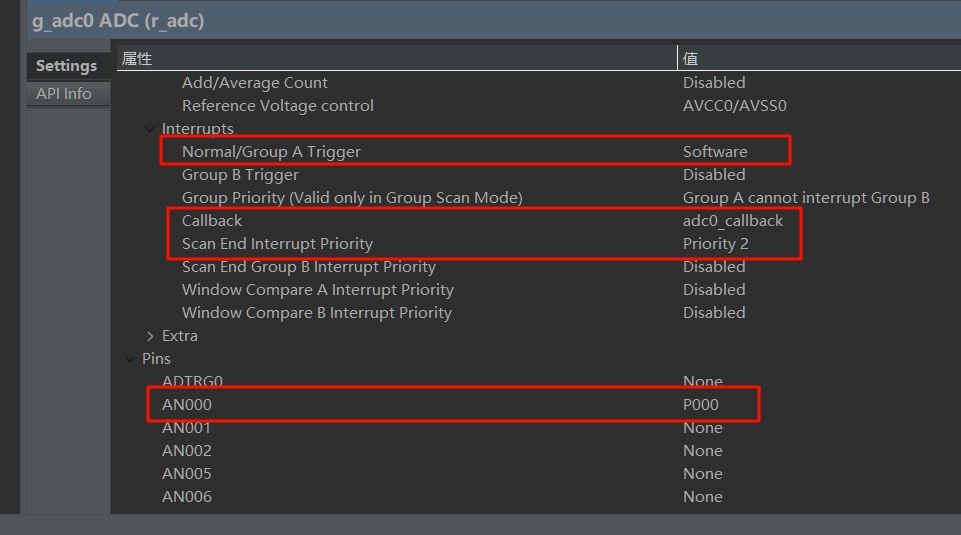 g_adc0 ADC (r_adc)
Settings
API Info
属性 值
Add/Average Count Disabled
Reference Voltage control AVCC0/AVSS0
Interrupts
Normal/Group A Trigger Software
Group B Trigger Disabled
Group Priority (Valid only in Group Scan Mode) Group A cannot interrupt Group B
Callback adc0_callback
Scan End Interrupt Priority Priority 2
Scan End Group B Interrupt Priority Disabled
Window Compare A Interrupt Priority Disabled
Window Compare B Interrupt Priority Disabled
Extra
Pins
ADTRG0 None
AN000 P000
AN001 None
AN002 None
AN005 None
AN006 None